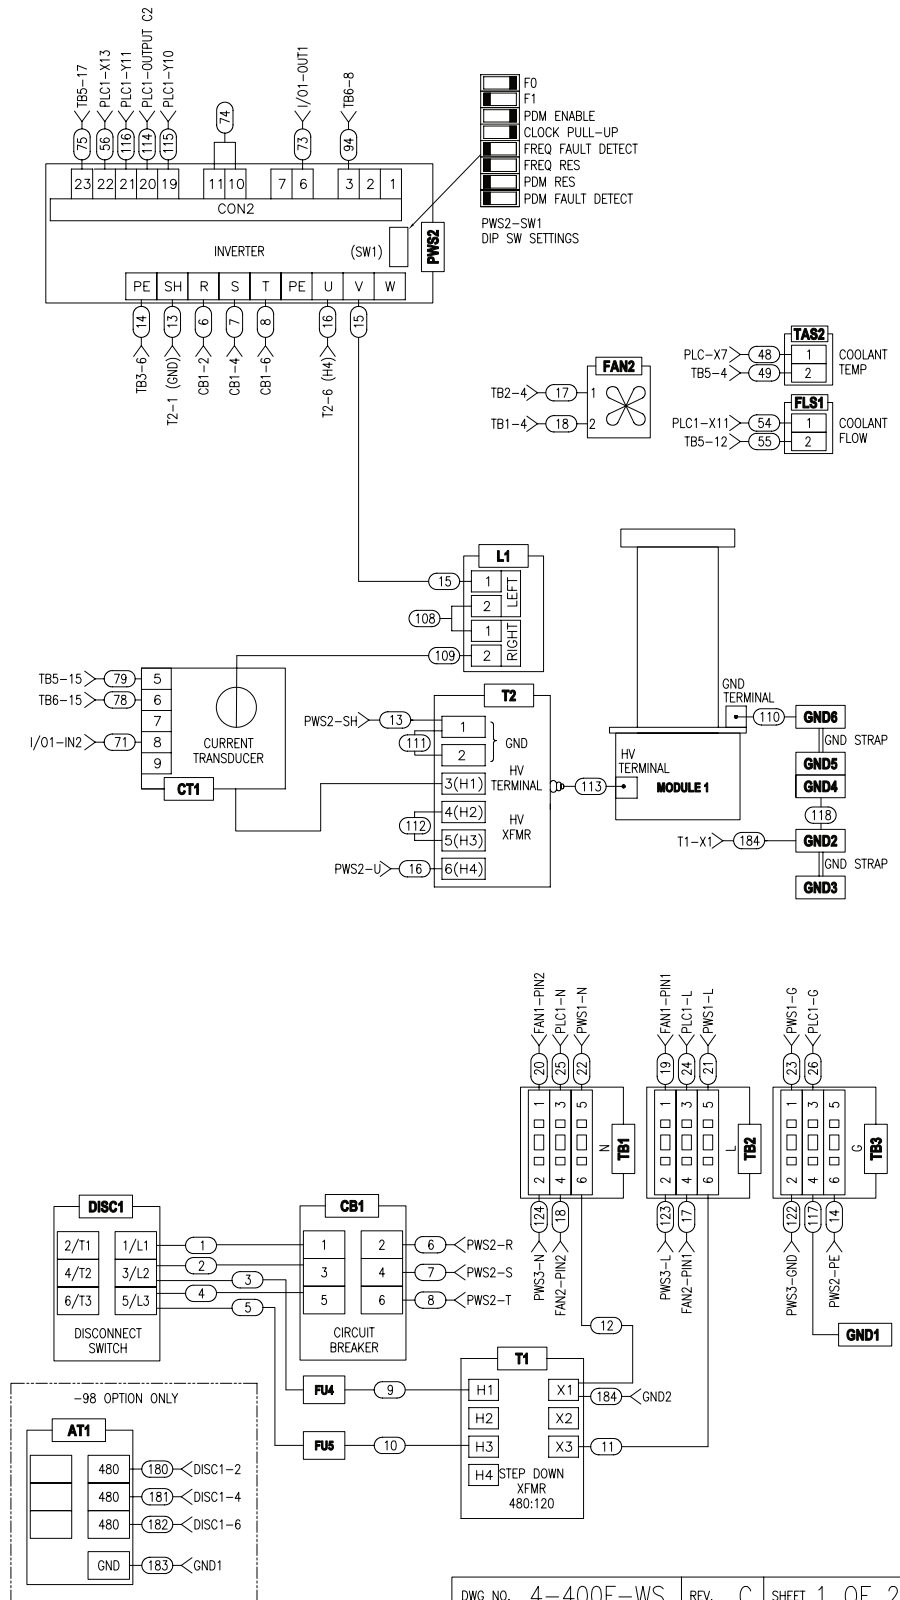 TB5-17
PLC1-X13
PLC1-Y11
PLC1-OUTPUT C2
PLC1-Y10
I/O1-OUT1
TB6-8
75
56
116
114
115
74
73
94
23 22 21 20 19 11 10 7 6 3 2 1
CON2
INVERTER
(SW1)
PWS2
PE SH R S T PE U V W
14
13
6
7
8
16
15
TB3-6
T2-1 (GND)
CB1-2
CB1-4
CB1-6
T2-6 (H4)
F0
F1
PDM ENABLE
CLOCK PULL-UP
FREQ FAULT DETECT
FREQ RES
PDM RES
PDM FAULT DETECT
PWS2-SW1
DIP SW SETTINGS
FAN2
TB2-4 17 1
TB1-4 18 2
TAS2
PLC-X7 48 1
TB5-4 49 2
COOLANT
TEMP
FLS1
PLC1-X11 54 1
TB5-12 55 2
COOLANT
FLOW
L1
15 1
2
LEFT
108
1
109 2
RIGHT
TB5-15 79 5
TB6-15 78 6
7
I/O1-IN2 71 8
9
CURRENT
TRANSDUCER
CT1
T2
PWS2-SH 13 1
111
2
GND
3(H1)
HV
TERMINAL
4(H2)
112
5(H3)
HV
XFMR
PWS2-U 16 6(H4)
113
HV
TERMINAL
MODULE 1
GND
TERMINAL
110
GND6
GND STRAP
GND5
GND4
118
T1-X1 184 GND2
GND STRAP
GND3
FAN1-PIN2
PLC1-N
PWS1-N
20
25
22
1 3 5
2 4 6
N
TB1
124
18
PWS3-N
FAN2-PIN2
FAN1-PIN1
PLC1-L
PWS1-L
19
24
21
1 3 5
2 4 6
L
TB2
123
17
PWS3-L
FAN2-PIN1
PWS1-G
PLC1-G
23
26
1 3 5
2 4 6
G
TB3
122
117
14
PWS3-GND
PWS2-PE
GND1
DISC1
2/T1 1/L1
4/T2 3/L2
6/T3 5/L3
DISCONNECT
SWITCH
1
2
3
4
5
CB1
1 2
3 4
5 6
CIRCUIT
BREAKER
6 PWS2-R
7 PWS2-S
8 PWS2-T
12
FU4 9
FU5 10
T1
H1 X1
H2 X2
H3 X3
H4 STEP DOWN
XFMR
480:120
184 GND2
11
-98 OPTION ONLY
AT1
480 180 DISC1-2
480 181 DISC1-4
480 182 DISC1-6
GND 183 GND1
DWG NO. 4-400F-WS REV. C SHEET 1 OF 2